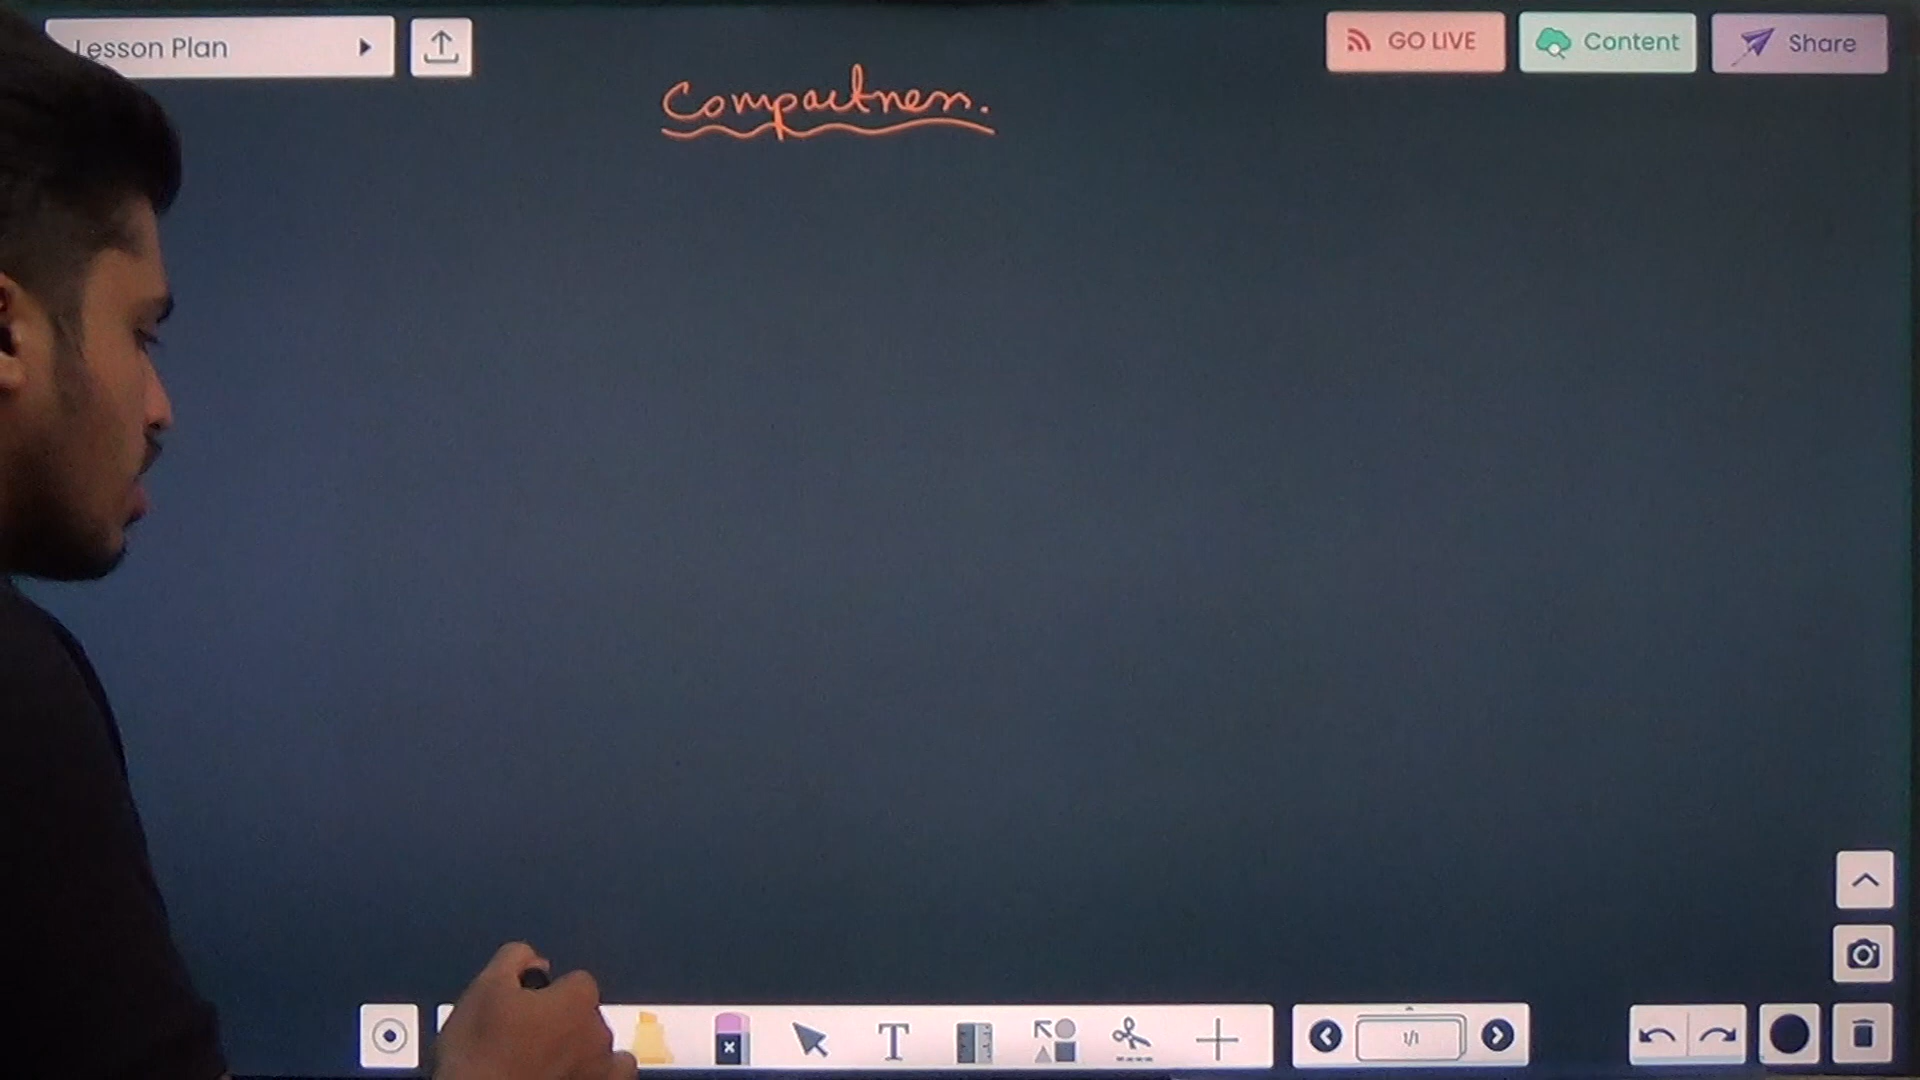 Lesson Plan
GO LIVE
Content
Share
Compactness.
T
1/1